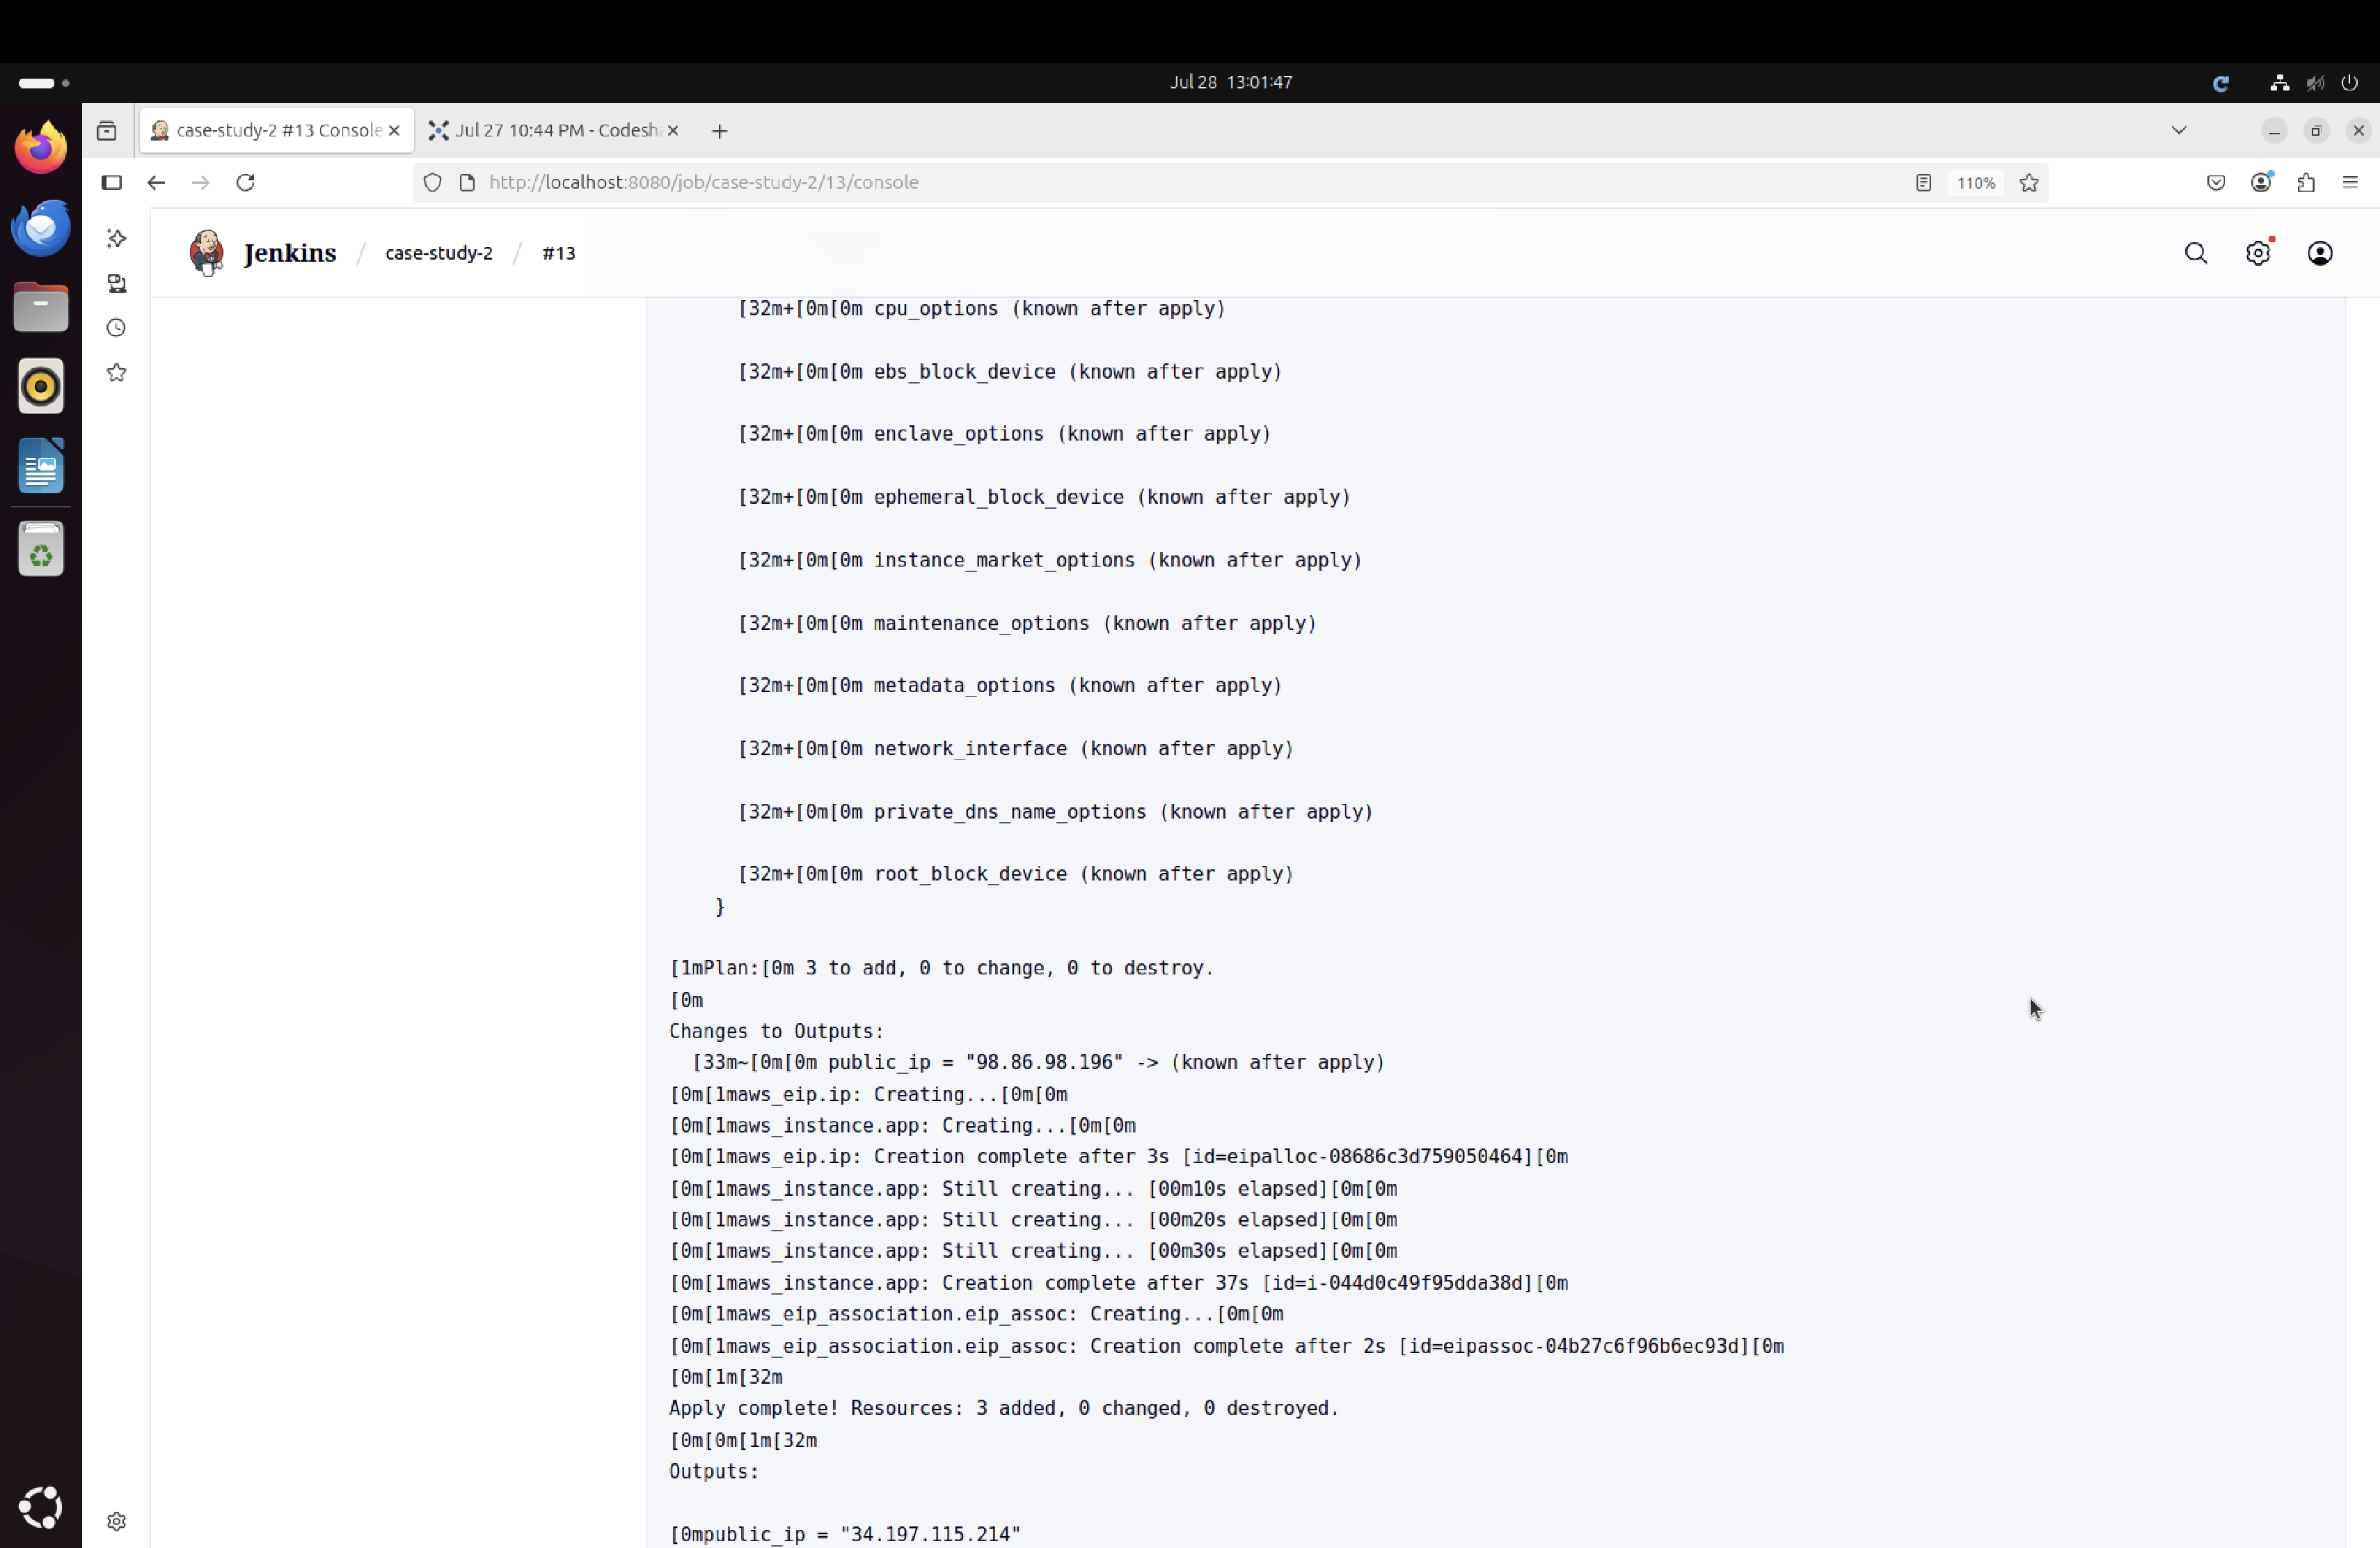 Jul 28 13:01:47
case-study-2 #13 Console
Jul 27 10:44 PM - Codesha
http://localhost:8080/job/case-study-2/13/console
110%
Jenkins / case-study-2 / #13
[32m+[0m[0m cpu_options (known after apply)
[32m+[0m[0m ebs_block_device (known after apply)
[32m+[0m[0m enclave_options (known after apply)
[32m+[0m[0m ephemeral_block_device (known after apply)
[32m+[0m[0m instance_market_options (known after apply)
[32m+[0m[0m maintenance_options (known after apply)
[32m+[0m[0m metadata_options (known after apply)
[32m+[0m[0m network_interface (known after apply)
[32m+[0m[0m private_dns_name_options (known after apply)
[32m+[0m[0m root_block_device (known after apply)
}
[1mPlan:[0m 3 to add, 0 to change, 0 to destroy.
[0m
Changes to Outputs:
[33m~[0m[0m public_ip = "98.86.98.196" -> (known after apply)
[0m[1maws_eip.ip: Creating...[0m[0m
[0m[1maws_instance.app: Creating...[0m[0m
[0m[1maws_eip.ip: Creation complete after 3s [id=eipalloc-08686c3d759050464][0m
[0m[1maws_instance.app: Still creating... [00m10s elapsed][0m[0m
[0m[1maws_instance.app: Still creating... [00m20s elapsed][0m[0m
[0m[1maws_instance.app: Still creating... [00m30s elapsed][0m[0m
[0m[1maws_instance.app: Creation complete after 37s [id=i-044d0c49f95dda38d][0m
[0m[1maws_eip_association.eip_assoc: Creating...[0m[0m
[0m[1maws_eip_association.eip_assoc: Creation complete after 2s [id=eipassoc-04b27c6f96b6ec93d][0m
[0m[1m[32m
Apply complete! Resources: 3 added, 0 changed, 0 destroyed.
[0m[0m[1m[32m
Outputs:
[0mpublic_ip = "34.197.115.214"